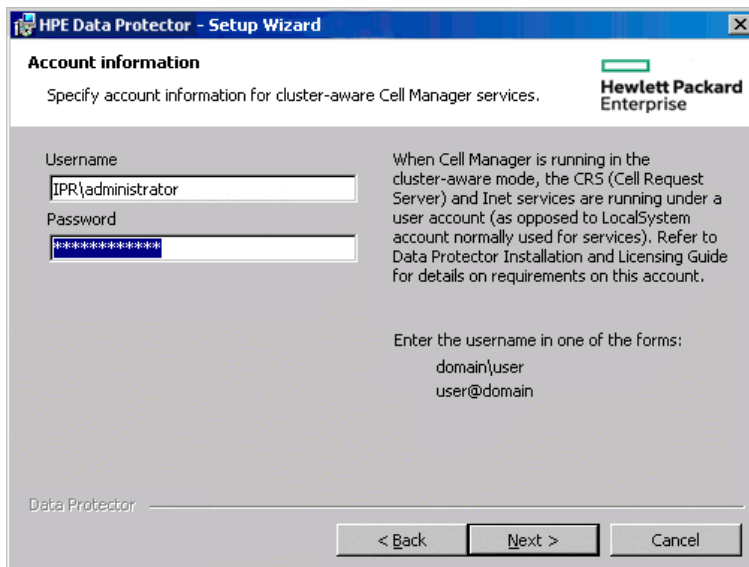 HPE Data Protector - Setup Wizard
Account information
Specify account information for cluster-aware Cell Manager services.
Hewlett Packard
Enterprise
Username
IPR\administrator
Password
************
When Cell Manager is running in the
cluster-aware mode, the CRS (Cell Request
Server) and Inet services are running under a
user account (as opposed to LocalSystem
account normally used for services). Refer to
Data Protector Installation and Licensing Guide
for details on requirements on this account.
Enter the username in one of the forms:
domain\user
user@domain
Data Protector
< Back
Next >
Cancel